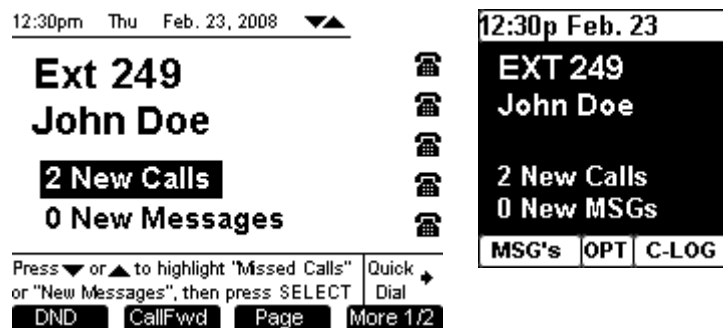 12:30pm Thu Feb. 23, 2008
Ext 249
John Doe
2 New Calls
0 New Messages
Press ▼ or ▲ to highlight "Missed Calls"
or "New Messages", then press SELECT
Quick
Dial
DND CallFwd Page More 1/2
12:30p Feb. 23
EXT 249
John Doe
2 New Calls
0 New MSGs
MSG's OPT C-LOG